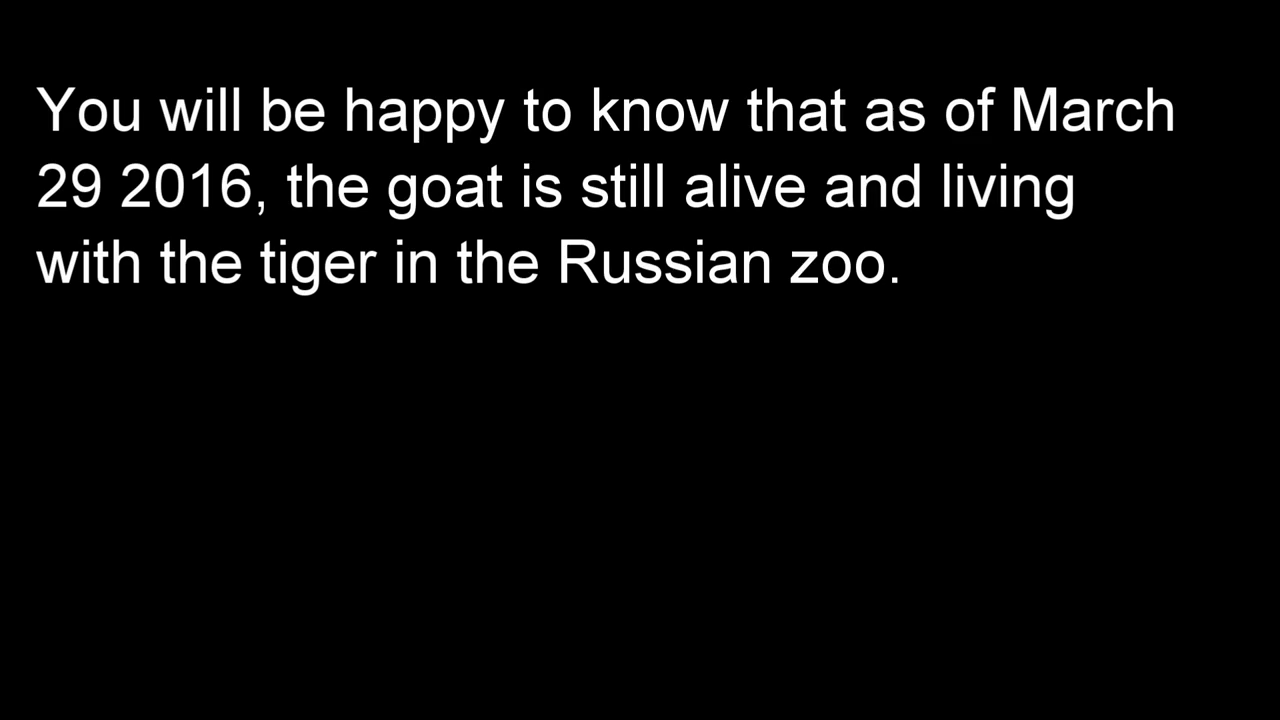 You will be happy to know that as of March
29 2016, the goat is still alive and living
with the tiger in the Russian zoo.